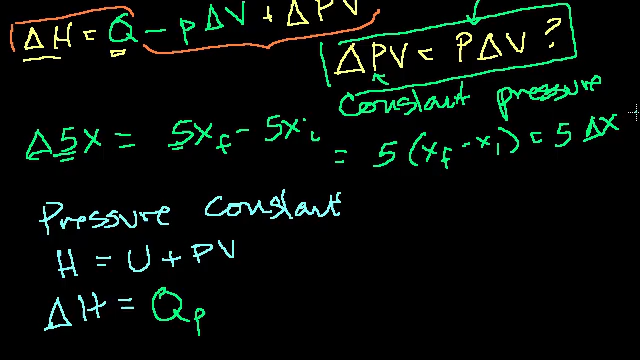 ΔH = Q - PΔV + ΔPV
ΔPV = PΔV ?
Constant pressure
Δ5X = 5X_f - 5X_i = 5(X_f - X_i) = 5ΔX
Pressure Constant
H = U + PV
ΔH = Q_p